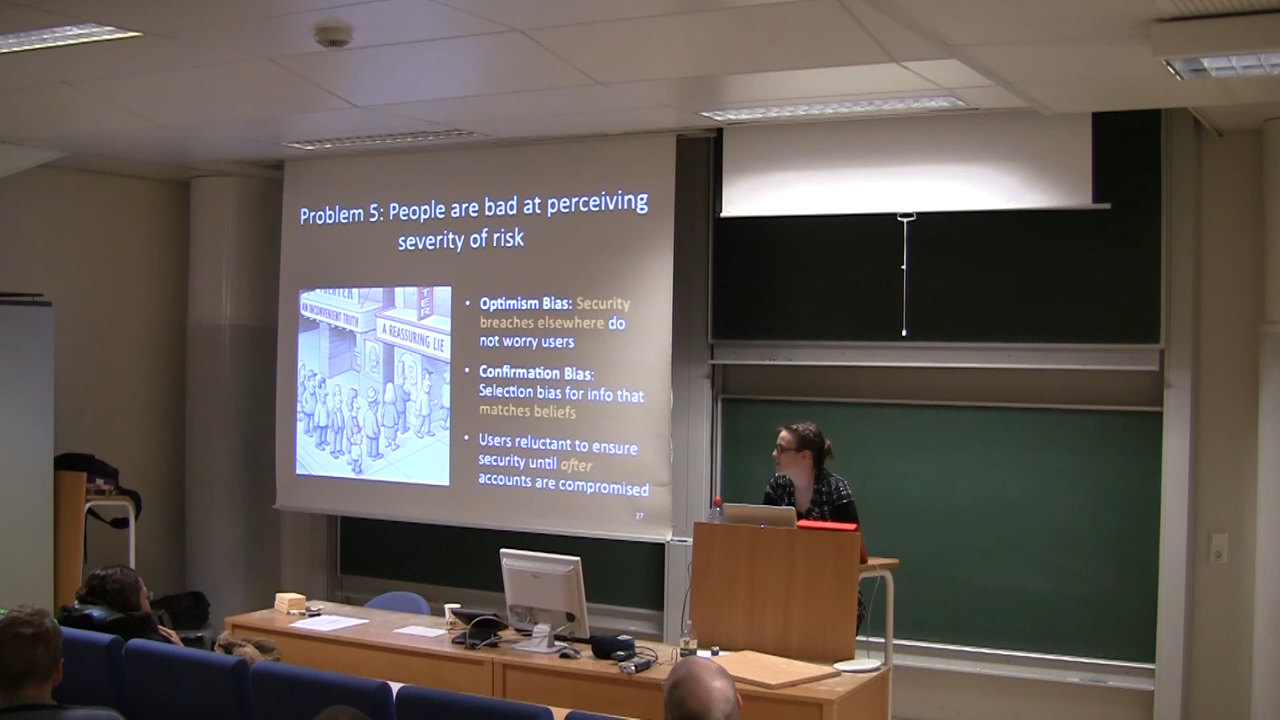 Problem 5: People are bad at perceiving
severity of risk
THEATER
AN INCONVENIENT TRUTH
TER
A REASSURING LIE
• Optimism Bias: Security
breaches elsewhere do
not worry users
• Confirmation Bias:
Selection bias for info that
matches beliefs
• Users reluctant to ensure
security until after
accounts are compromised
27